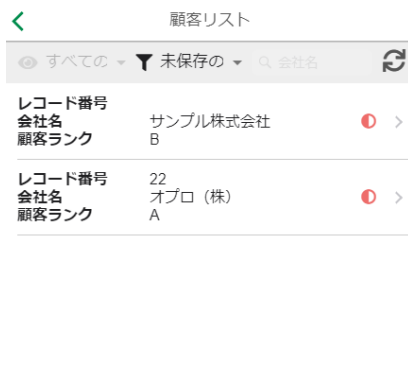 顧客リスト
すべての 未保存の 会社名
レコード番号
会社名 サンプル株式会社
顧客ランク B
レコード番号 22
会社名 オプロ（株）
顧客ランク A